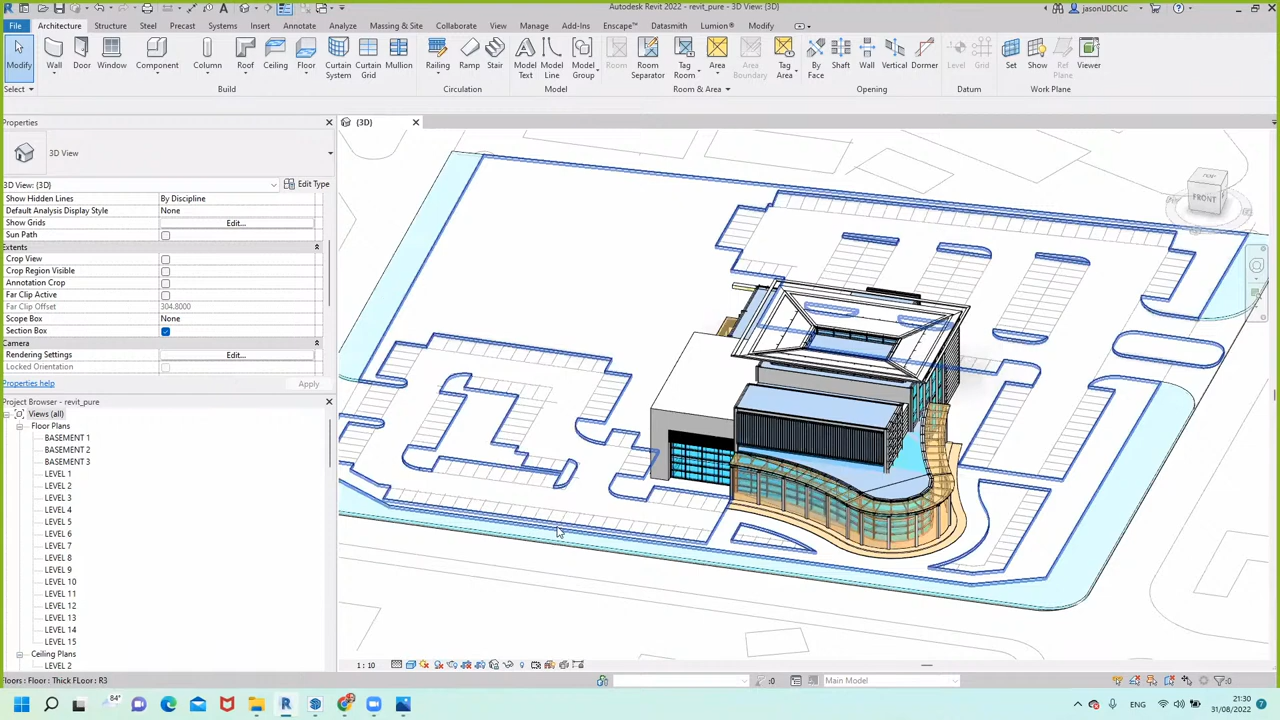 Autodesk Revit 2022 - revit_pure - 3D View: {3D}
jasonUDCUC
File Architecture Structure Steel Precast Systems Insert Annotate Analyze Massing & Site Collaborate View Manage Add-Ins Enscape™ Datasmith Lumion® Modify
Modify Wall Door Window Component Column Roof Ceiling Floor Curtain System Curtain Grid Mullion Railing Ramp Stair Model Text Model Line Model Group Room Room Separator Tag Room Area Area Boundary Tag Area By Face Shaft Wall Vertical Dormer Level Grid Set Show Ref Plane Viewer
Select Build Circulation Model Room & Area Opening Datum Work Plane
Properties
{3D}
3D View
3D View: {3D} Edit Type
Show Hidden Lines By Discipline
Default Analysis Display Style None
Show Grids Edit...
Sun Path
Extents
Crop View
Crop Region Visible
Annotation Crop
Far Clip Active
Far Clip Offset 304.8000
Scope Box None
Section Box
Camera
Rendering Settings Edit...
Locked Orientation
Properties help Apply
Project Browser - revit_pure
Views (all)
Floor Plans
BASEMENT 1
BASEMENT 2
BASEMENT 3
LEVEL 1
LEVEL 2
LEVEL 3
LEVEL 4
LEVEL 5
LEVEL 6
LEVEL 7
LEVEL 8
LEVEL 9
LEVEL 10
LEVEL 11
LEVEL 12
LEVEL 13
LEVEL 14
LEVEL 15
Ceiling Plans
LEVEL 2
TOP
FRONT
1 : 10
Floors : Floor : Thick FLoor : R3
:0 Main Model :0
84°
21:30
31/08/2022